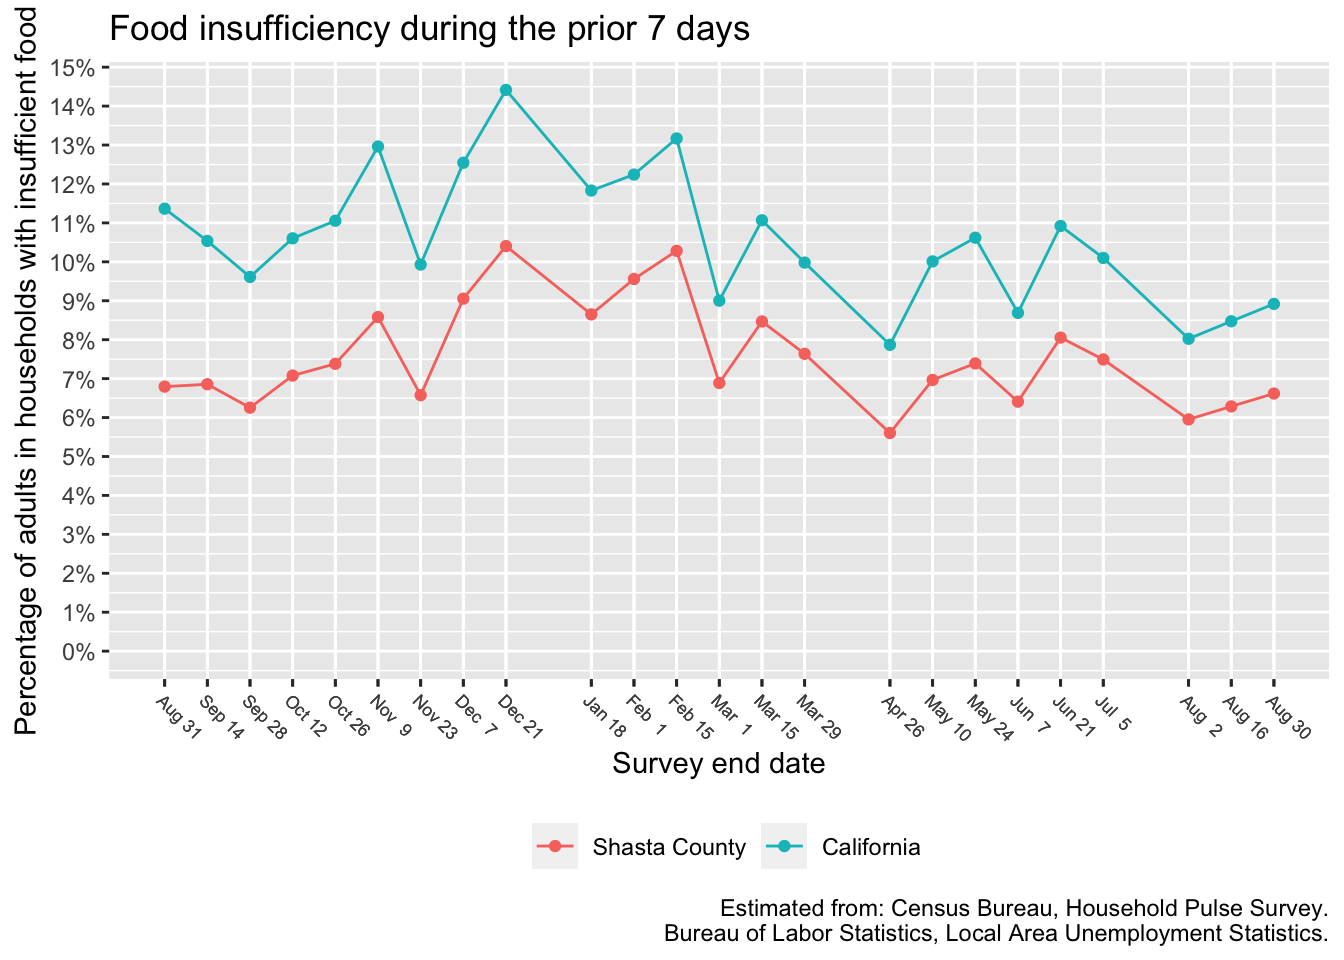 Food insufficiency during the prior 7 days
Percentage of adults in households with insufficient food
15%
14%
13%
12%
11%
10%
9%
8%
7%
6%
5%
4%
3%
2%
1%
0%
Aug 31
Sep 14
Sep 28
Oct 12
Oct 26
Nov 9
Nov 23
Dec 7
Dec 21
Jan 18
Feb 1
Feb 15
Mar 1
Mar 15
Mar 29
Apr 26
May 10
May 24
Jun 7
Jun 21
Jul 5
Aug 2
Aug 16
Aug 30
Survey end date
Shasta County
California
Estimated from: Census Bureau, Household Pulse Survey.
Bureau of Labor Statistics, Local Area Unemployment Statistics.